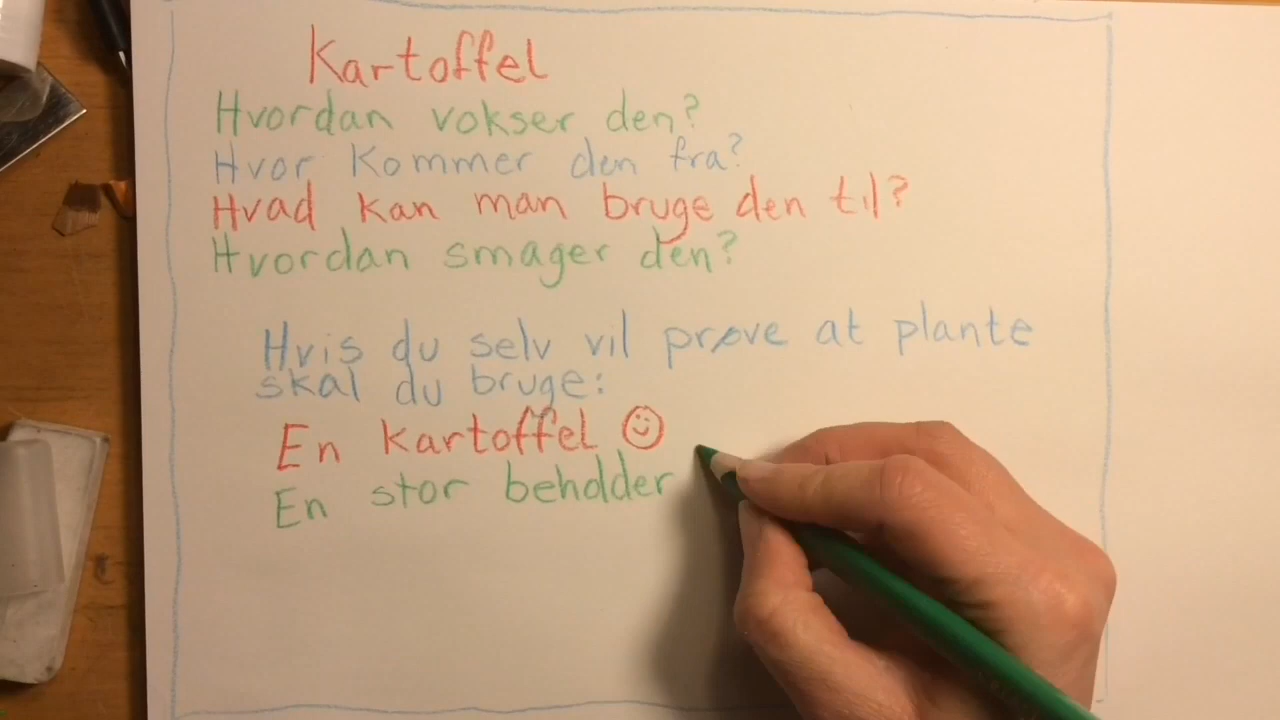 Kartoffel
Hvordan vokser den?
Hvor kommer den fra?
Hvad kan man bruge den til?
Hvordan smager den?
Hvis du selv vil prøve at plante
skal du bruge:
En kartoffel ☺
En stor beholder